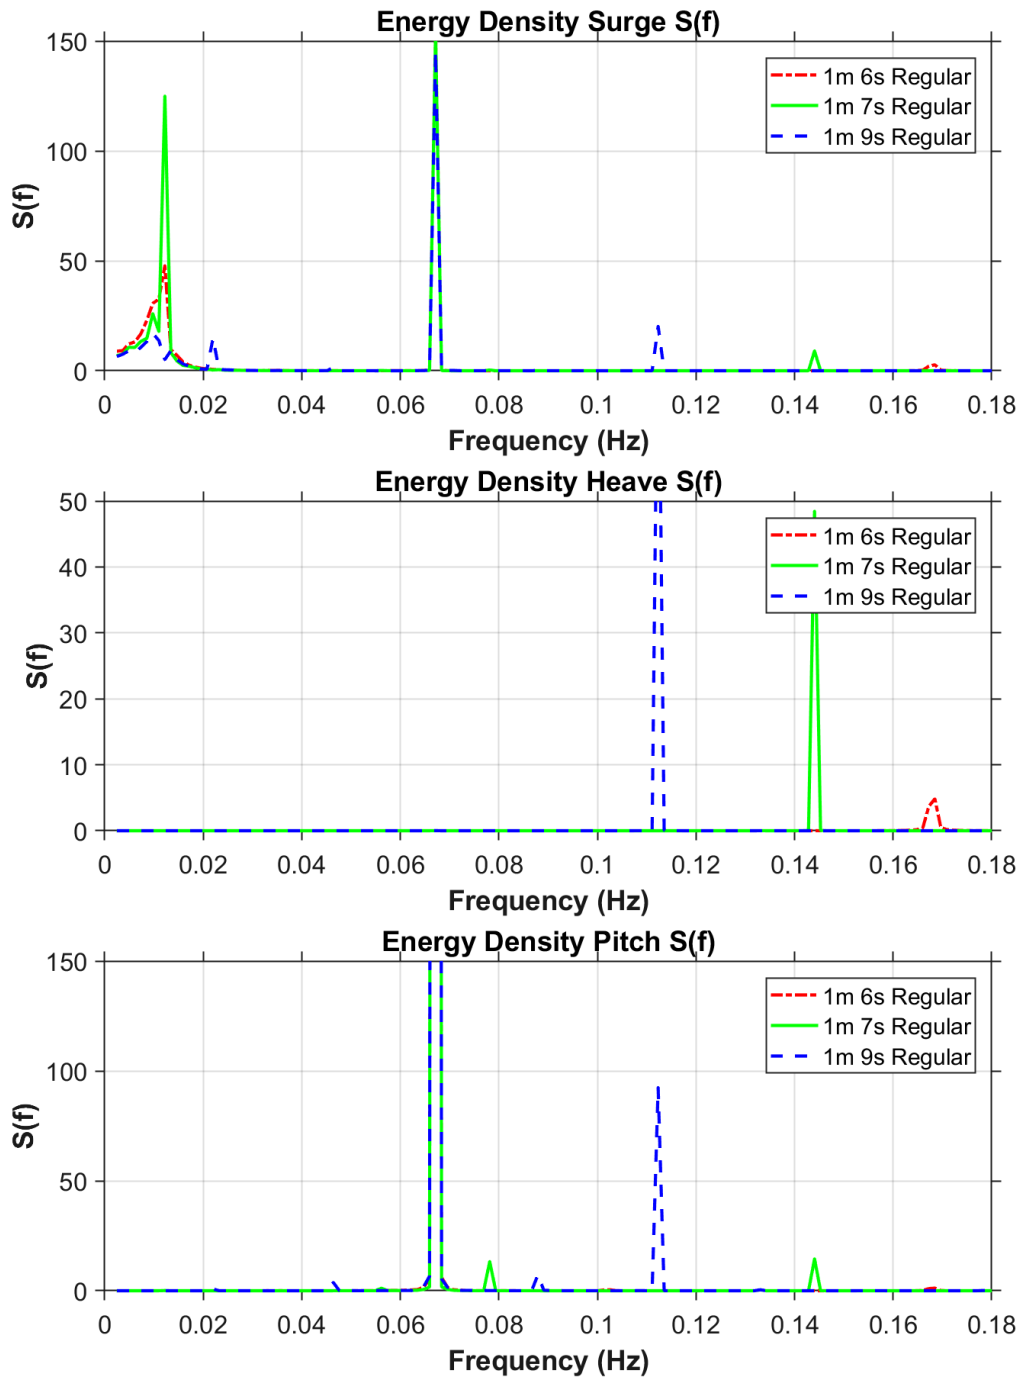 Energy Density Surge S(f)
150
100
50
0
S(f)
1m 6s Regular
1m 7s Regular
1m 9s Regular
0 0.02 0.04 0.06 0.08 0.1 0.12 0.14 0.16 0.18
Frequency (Hz)
Energy Density Heave S(f)
50
40
30
20
10
0
S(f)
1m 6s Regular
1m 7s Regular
1m 9s Regular
0 0.02 0.04 0.06 0.08 0.1 0.12 0.14 0.16 0.18
Frequency (Hz)
Energy Density Pitch S(f)
150
100
50
0
S(f)
1m 6s Regular
1m 7s Regular
1m 9s Regular
0 0.02 0.04 0.06 0.08 0.1 0.12 0.14 0.16 0.18
Frequency (Hz)